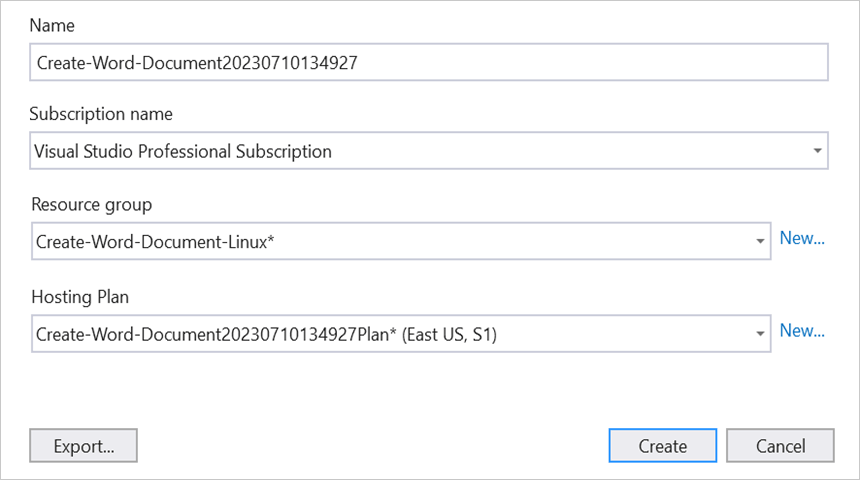 Name
Create-Word-Document20230710134927
Subscription name
Visual Studio Professional Subscription
Resource group
Create-Word-Document-Linux*
New...
Hosting Plan
Create-Word-Document20230710134927Plan* (East US, S1)
New...
Export...
Create
Cancel